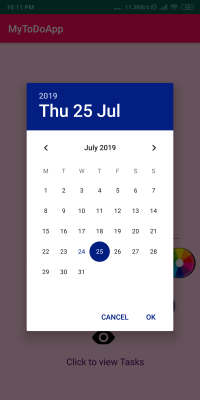 10:11 PM ... 11.3KB/s
MyToDoApp
2019
Thu 25 Jul
July 2019
M T W T F S S
1 2 3 4 5 6 7
8 9 10 11 12 13 14
15 16 17 18 19 20 21
22 23 24 25 26 27 28
29 30 31
CANCEL OK
Click to view Tasks